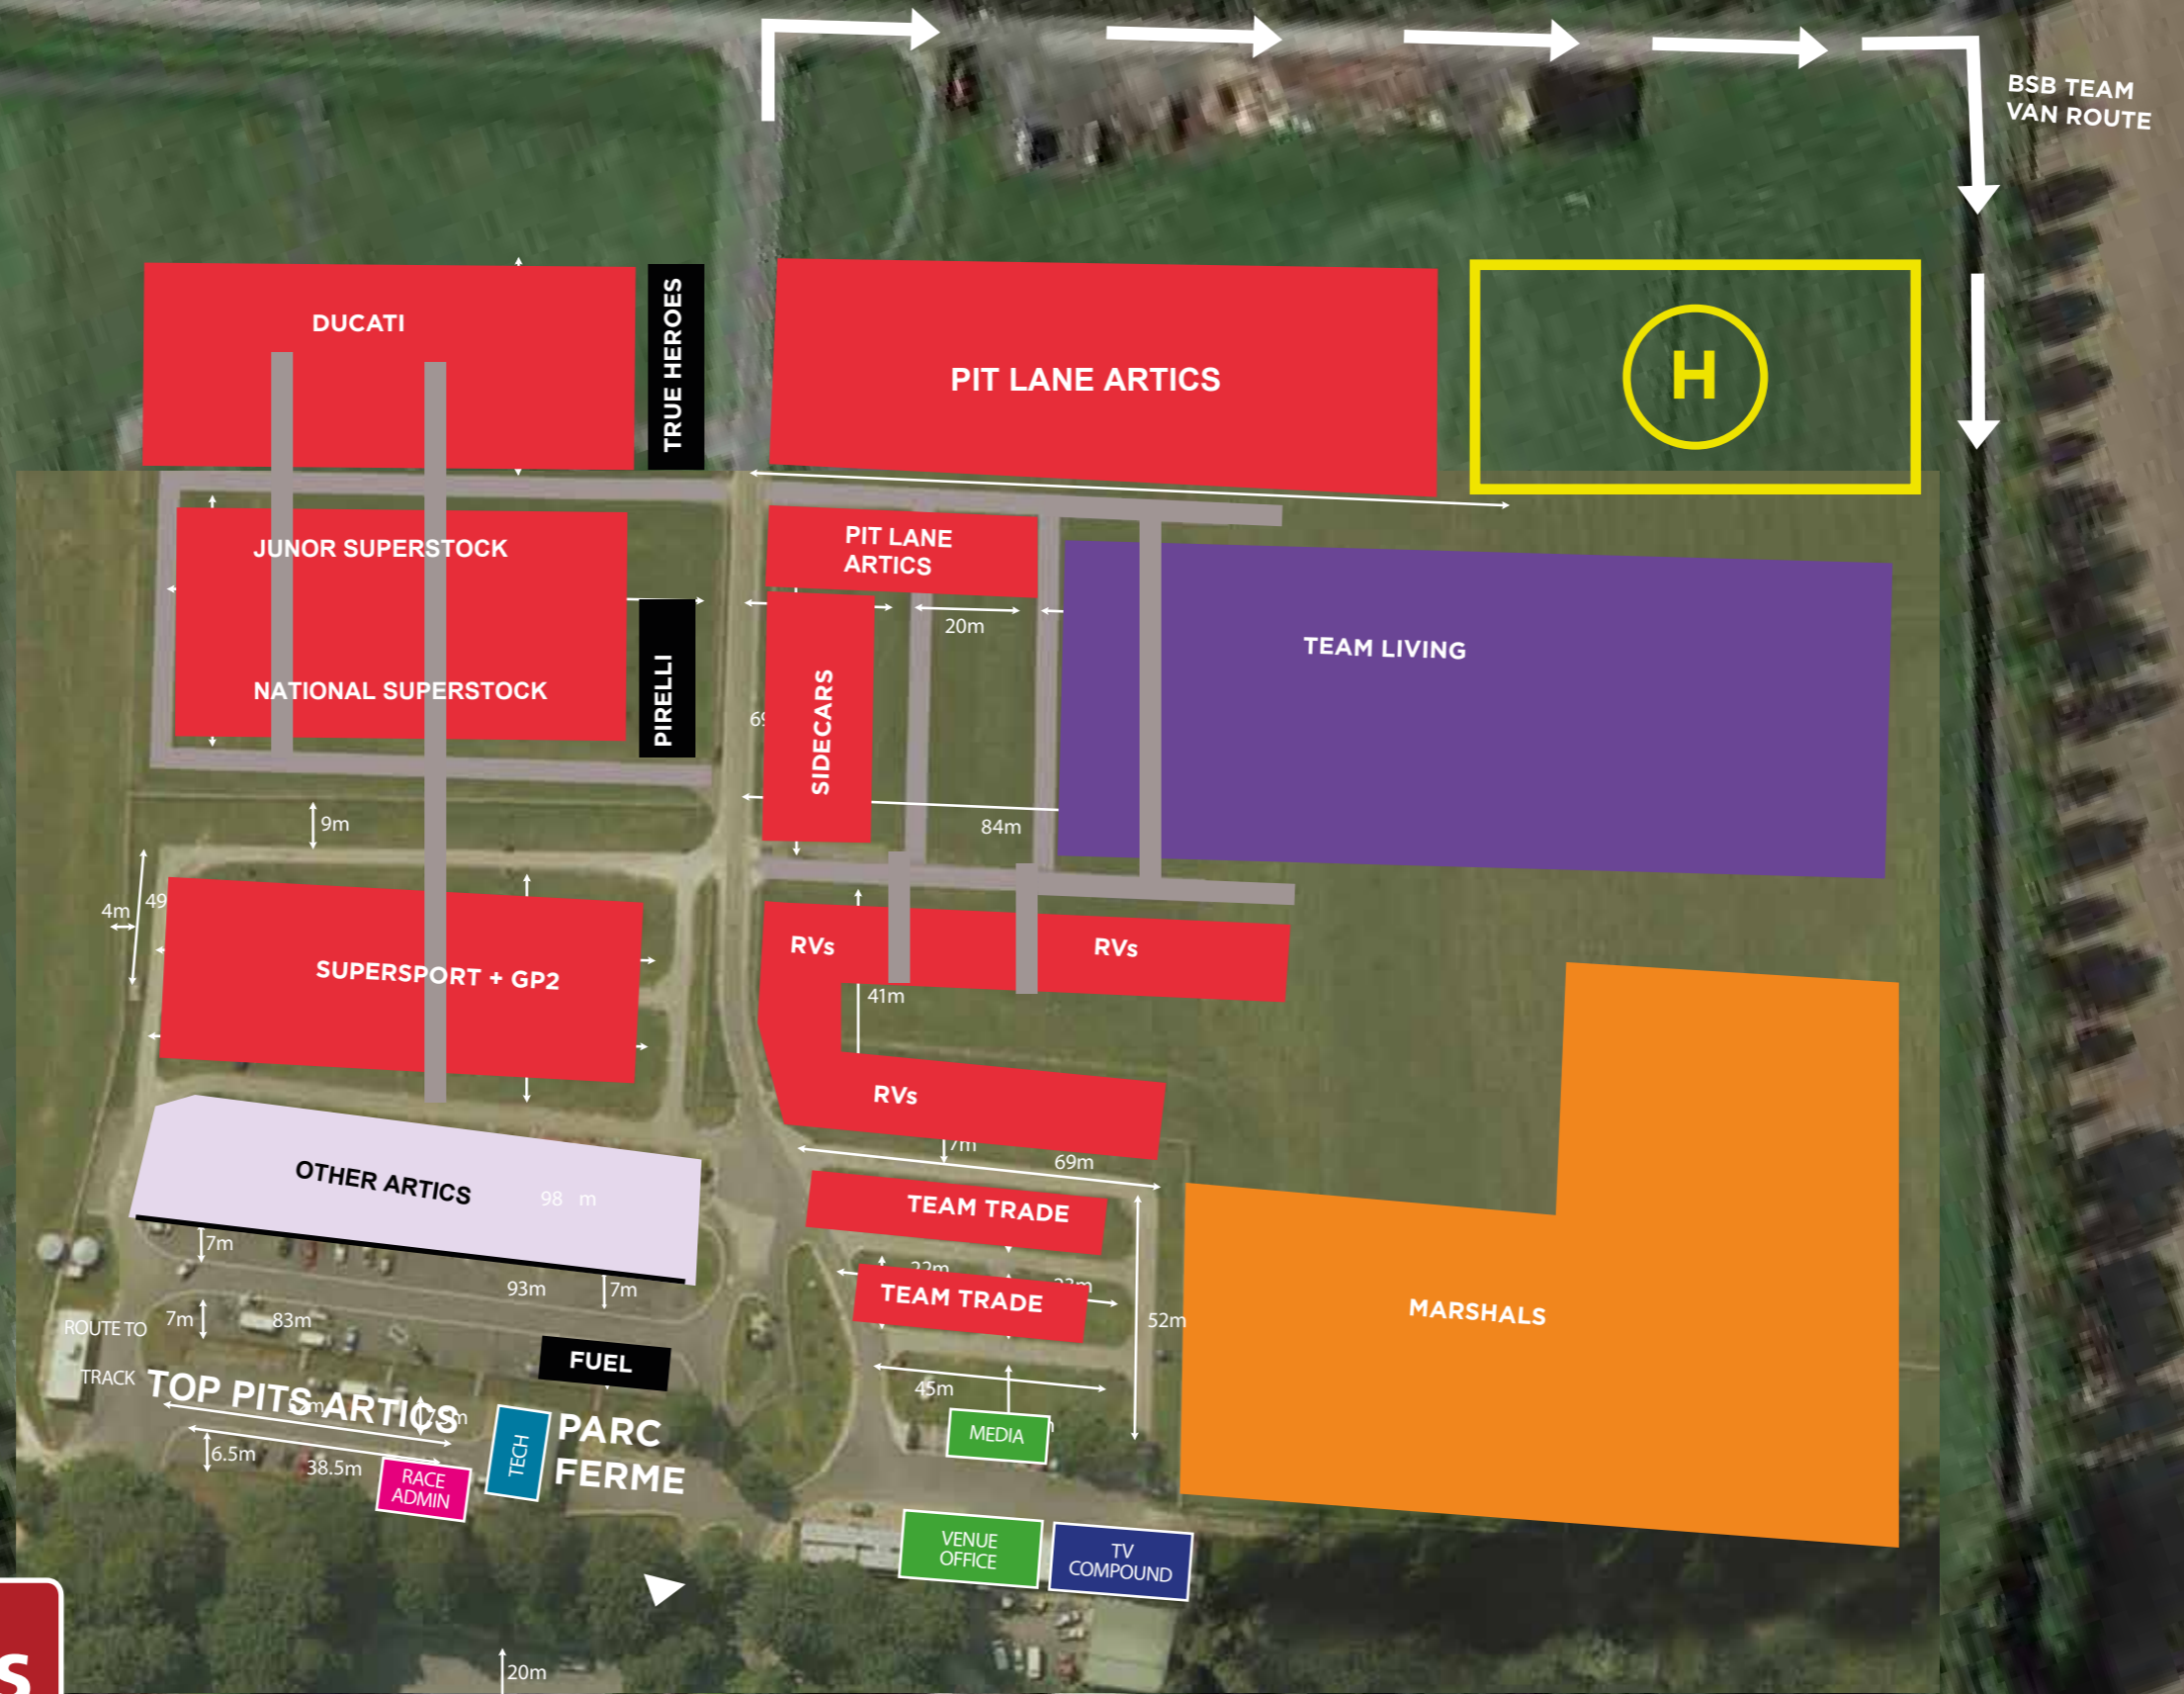 BSB TEAM
VAN ROUTE
DUCATI
TRUE HEROES
PIT LANE ARTICS
H
JUNOR SUPERSTOCK
PIT LANE
ARTICS
20m
TEAM LIVING
NATIONAL SUPERSTOCK
PIRELLI
SIDECARS
84m
9m
4m
49
RVs
RVs
SUPERSPORT + GP2
41m
RVs
7m
69m
OTHER ARTICS
98 m
TEAM TRADE
7m
22m
93m
7m
TEAM TRADE
52m
MARSHALS
7m
83m
ROUTE TO
TRACK
FUEL
TOP PITS ARTICS
45m
PARC
FERME
MEDIA
6.5m
38.5m
TECH
RACE
ADMIN
VENUE
OFFICE
TV
COMPOUND
20m
S